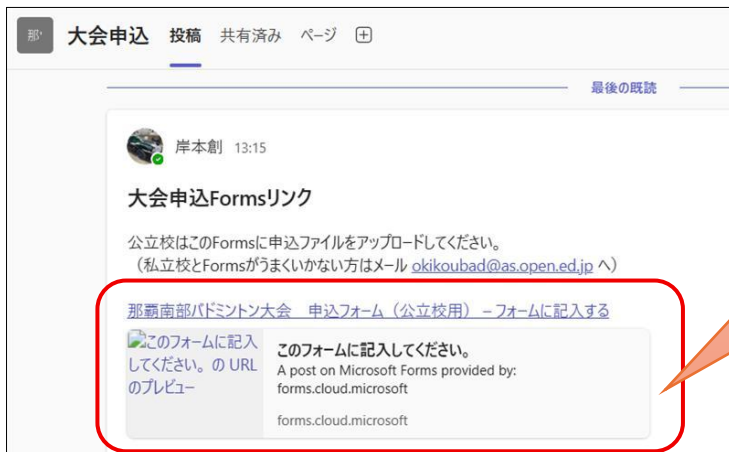 那
大会申込 投稿 共有済み ページ
最後の既読
岸本創 13:15
大会申込Formsリンク
公立校はこのFormsに申込ファイルをアップロードしてください。
（私立校とFormsがうまくいかない方はメール okikoubad@as.open.ed.jp へ）
那覇南部バドミントン大会　申込フォーム（公立校用） – フォームに記入する
このフォームに記入
してください。の URL
のプレビュー
このフォームに記入してください。
A post on Microsoft Forms provided by:
forms.cloud.microsoft
forms.cloud.microsoft